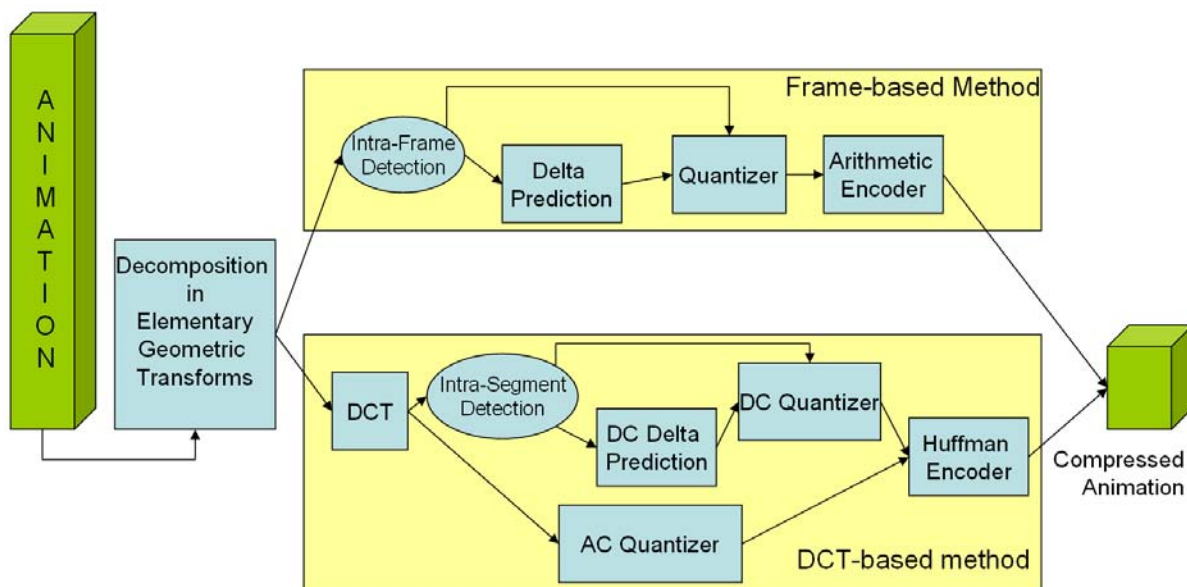 ANIMATION
Decomposition
in
Elementary
Geometric
Transforms
Frame-based Method
Intra-Frame
Detection
Delta
Prediction
Quantizer
Arithmetic
Encoder
DCT
Intra-Segment
Detection
DC Delta
Prediction
DC Quantizer
AC Quantizer
Huffman
Encoder
DCT-based method
Compressed
Animation